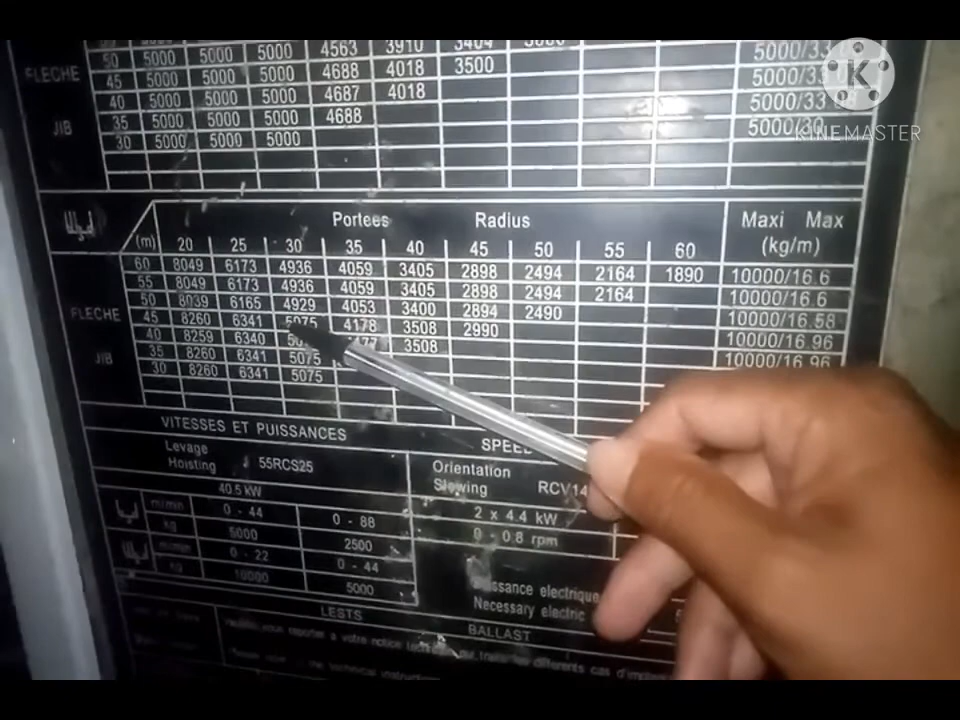 50 5000 5000 5000 4563 3910 3404 5000/33
FLECHE 45 5000 5000 5000 4688 4018 3500 5000/33
40 5000 5000 5000 4687 4018 5000/33
JIB 35 5000 5000 5000 4688 5000/30
30 5000 5000 5000
KINEMASTER
Portees Radius Maxi Max
(m) 20 25 30 35 40 45 50 55 60 (kg/m)
60 8049 6173 4936 4059 3405 2898 2494 2164 1890 10000/16.6
55 8049 6173 4936 4059 3405 2898 2494 2164 10000/16.6
50 8039 6165 4929 4053 3400 2894 2490 10000/16.58
FLECHE 45 8260 6341 5075 4178 3508 2990 10000/16.96
40 8259 6340 3508 10000/16.96
JIB 35 8260 6341 5075
30 8260 6341 5075
VITESSES ET PUISSANCES
Levage
Hoisting 55RCS25 Orientation
Slewing RCV14
40.5 kW 2 x 4.4 kW
m/min 0 - 44 0 - 88 0 - 0.8 rpm
kg 5000 2500
m/min 0 - 22 0 - 44
kg 10000 5000
electrique
Necessary electric
LESTS BALLAST